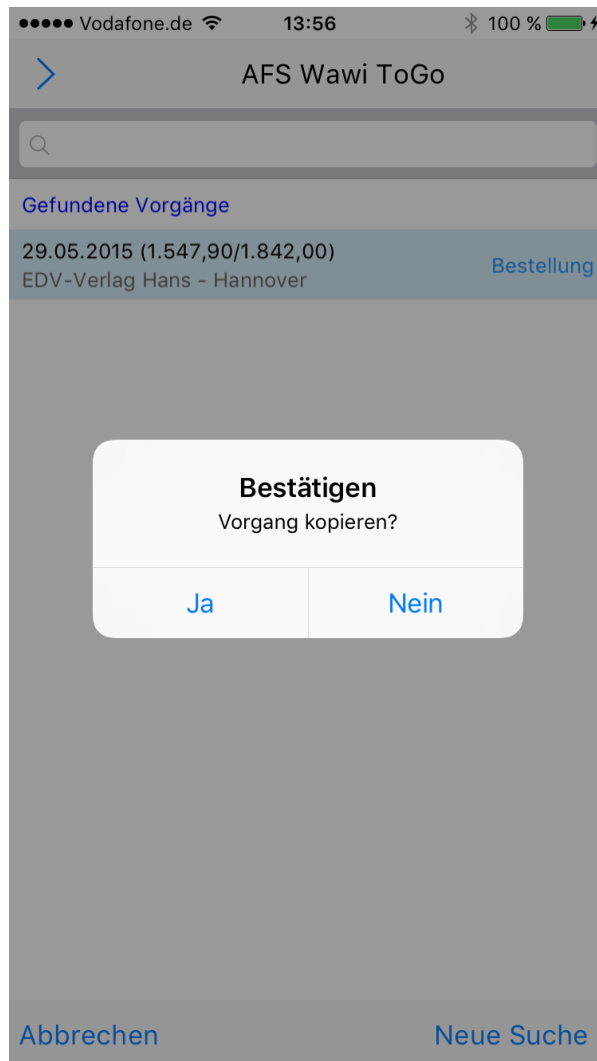 Vodafone.de 13:56 100 %
AFS Wawi ToGo
Gefundene Vorgänge
29.05.2015 (1.547,90/1.842,00)
EDV-Verlag Hans - Hannover
Bestellung
Bestätigen
Vorgang kopieren?
Ja Nein
Abbrechen Neue Suche